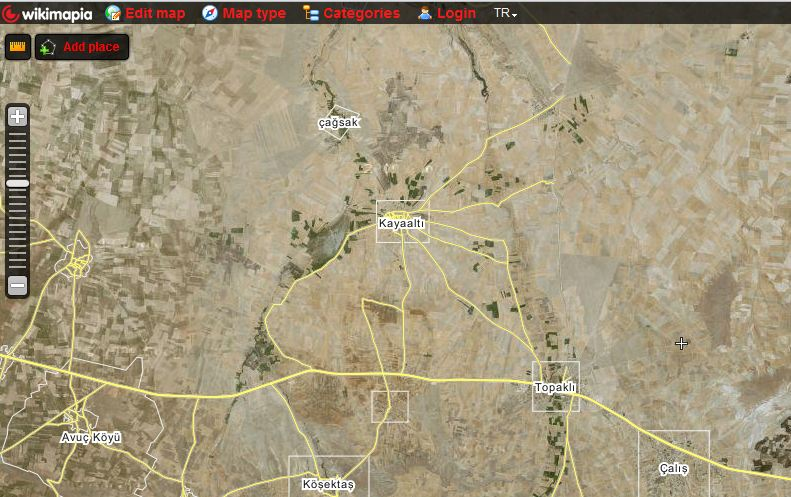 wikimapia Edit map Map type Categories Login TR
Add place
çağsak
Kayaaltı
Topaklı
Avuç Köyü
Köşektaş
Çalış